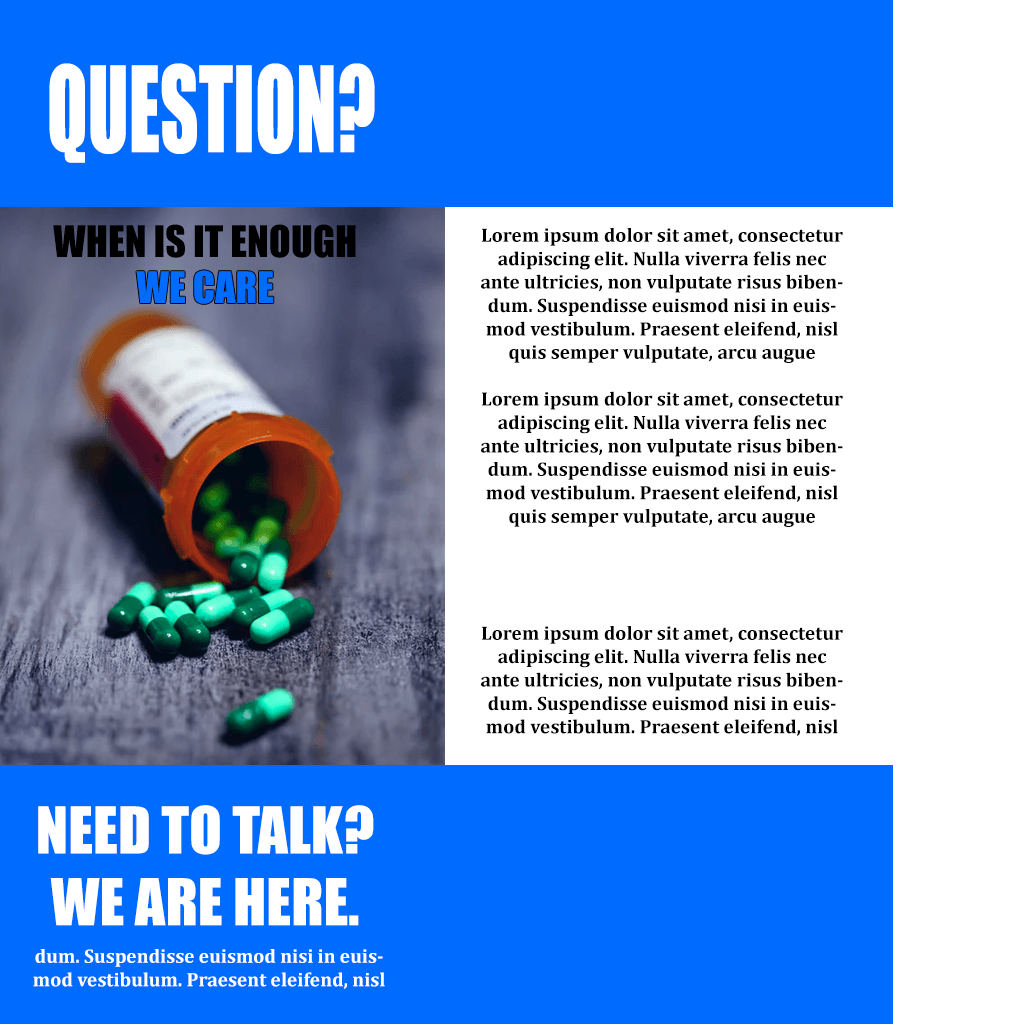 QUESTION?
WHEN IS IT ENOUGH
WE CARE
Lorem ipsum dolor sit amet, consectetur
adipiscing elit. Nulla viverra felis nec
ante ultricies, non vulputate risus biben-
dum. Suspendisse euismod nisi in euis-
mod vestibulum. Praesent eleifend, nisl
quis semper vulputate, arcu augue
Lorem ipsum dolor sit amet, consectetur
adipiscing elit. Nulla viverra felis nec
ante ultricies, non vulputate risus biben-
dum. Suspendisse euismod nisi in euis-
mod vestibulum. Praesent eleifend, nisl
quis semper vulputate, arcu augue
Lorem ipsum dolor sit amet, consectetur
adipiscing elit. Nulla viverra felis nec
ante ultricies, non vulputate risus biben-
dum. Suspendisse euismod nisi in euis-
mod vestibulum. Praesent eleifend, nisl
NEED TO TALK?
WE ARE HERE.
dum. Suspendisse euismod nisi in euis-
mod vestibulum. Praesent eleifend, nisl